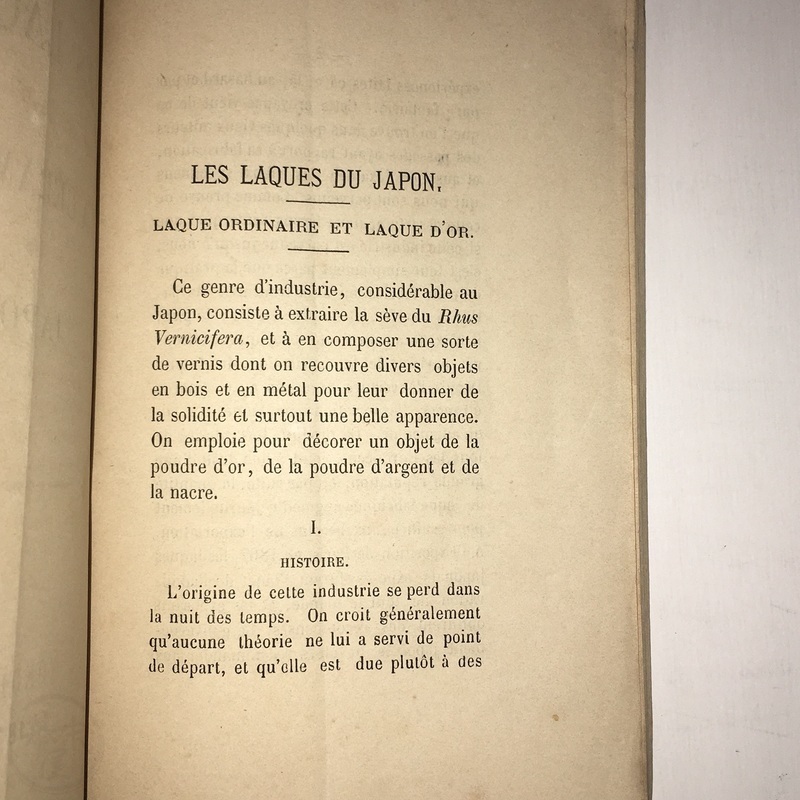 LES LAQUES DU JAPON.
LAQUE ORDINAIRE ET LAQUE D'OR.
Ce genre d'industrie, considérable au
Japon, consiste à extraire la sève du Rhus
Vernicifera, et à en composer une sorte
de vernis dont on recouvre divers objets
en bois et en métal pour leur donner de
la solidité et surtout une belle apparence.
On emploie pour décorer un objet de la
poudre d'or, de la poudre d'argent et de
la nacre.
I.
HISTOIRE.
L'origine de cette industrie se perd dans
la nuit des temps. On croit généralement
qu'aucune théorie ne lui a servi de point
de départ, et qu'elle est due plutôt à des